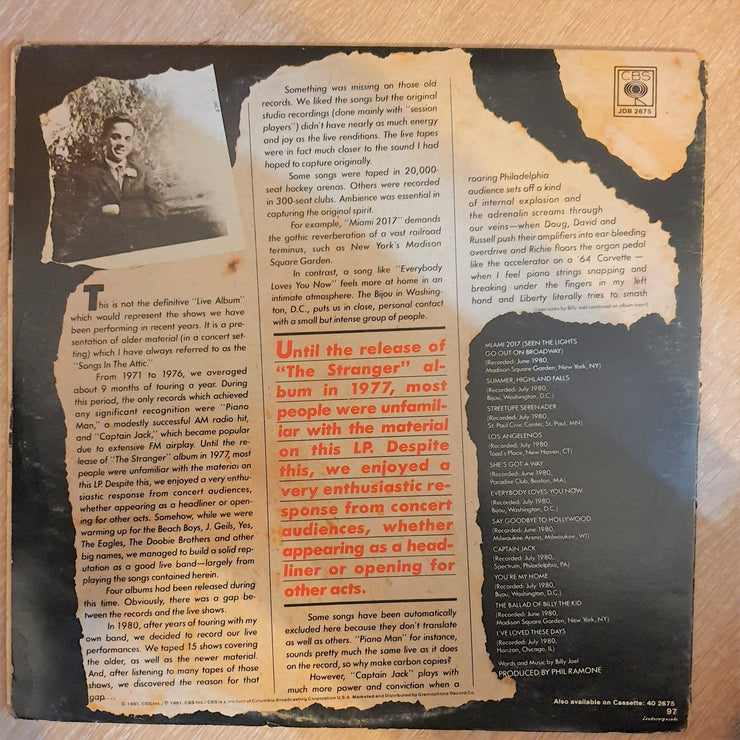 This is not the definitive "Live Album"
which would represent the shows we have
been performing in recent years. It is a pre-
sentation of older material (in a concert set-
ting) which I have always referred to as the
"Songs In The Attic."
From 1971 to 1976, we averaged
about 9 months of touring a year. During
this period, the only records which achieved
any significant recognition were "Piano
Man," a modestly successful AM radio hit,
and "Captain Jack," which became popular
due to extensive FM airplay. Until the re-
lease of "The Stranger" album in 1977, most
people were unfamiliar with the material on
this LP. Despite this, we enjoyed a very enthu-
siastic response from concert audiences,
whether appearing as a headliner or open-
ing for other acts. Somehow, while we were
warming up for the Beach Boys, J. Geils, Yes,
The Eagles, The Doobie Brothers and other
big names, we managed to build a solid rep-
utation as a good live band—largely from
playing the songs contained herein.
Four albums had been released during
this time. Obviously, there was a gap be-
tween the records and the live shows.
In 1980, after years of touring with my
own band, we decided to record our live
performances. We taped 15 shows covering
the older, as well as the newer material.
And, after listening to many tapes of those
shows, we discovered the reason for that
gap....
Something was missing on those old
records. We liked the songs but the original
studio recordings (done mainly with "session
players") didn't have nearly as much energy
and joy as the live renditions. The live tapes
were in fact much closer to the sound I had
hoped to capture originally.
Some songs were taped in 20,000-
seat hockey arenas. Others were recorded
in 300-seat clubs. Ambience was essential in
capturing the original spirit.
For example, "Miami 2017" demands
the gothic reverberation of a vast railroad
terminus, such as New York's Madison
Square Garden.
In contrast, a song like "Everybody
Loves You Now" feels more at home in an
intimate atmosphere. The Bijou in Washing-
ton, D.C., puts us in close, personal contact
with a small but intense group of people.
Until the release of
"The Stranger" al-
bum in 1977, most
people were unfamil-
iar with the material
on this LP. Despite
this, we enjoyed a
very enthusiastic re-
sponse from concert
audiences, whether
appearing as a head-
liner or opening for
other acts.
Some songs have been automatically
excluded here because they don't translate
as well as others. "Piano Man" for instance,
sounds pretty much the same live as it does
on the record, so why make carbon copies?
However, "Captain Jack" plays with
much more power and conviction when a
roaring Philadelphia
audience sets off a kind
of internal explosion and
the adrenalin screams through
our veins—when Doug, David and
Russell push their amplifiers into ear-bleeding
overdrive and Richie floors the organ pedal
like the accelerator on a '64 Corvette—
when I feel piano strings snapping and
breaking under the fingers in my left
hand and Liberty literally tries to smash
(Liner notes by Billy Joel continued on album insert)
CBS
JDB 2675
MIAMI 2017 (SEEN THE LIGHTS
GO OUT ON BROADWAY)
(Recorded: June 1980,
Madison Square Garden, New York, NY)
SUMMER, HIGHLAND FALLS
(Recorded: July 1980,
Bijou, Washington, D.C.)
STREETLIFE SERENADER
(Recorded: July 1980,
St. Paul Civic Center, St. Paul, MN)
LOS ANGELENOS
(Recorded: July 1980,
Toad's Place, New Haven, CT)
SHE'S GOT A WAY
(Recorded: June 1980,
Paradise Club, Boston, MA)
EVERYBODY LOVES YOU NOW
(Recorded: July 1980,
Bijou, Washington, D.C.)
SAY GOODBYE TO HOLLYWOOD
(Recorded: June 1980,
Milwaukee Arena, Milwaukee, WI)
CAPTAIN JACK
(Recorded: July 1980,
Spectrum, Philadelphia, PA)
YOU'RE MY HOME
(Recorded: July 1980,
Bijou, Washington, D.C.)
THE BALLAD OF BILLY THE KID
(Recorded: June 1980,
Madison Square Garden, New York, NY)
I'VE LOVED THESE DAYS
(Recorded: July 1980,
Horizon, Chicago, IL)
Words and Music by Billy Joel
PRODUCED BY PHIL RAMONE
© 1981, CBS Inc./ ℗ 1981, CBS Inc./CBS is a product of Columbia Broadcasting Corporation U.S.A. Marketed and Distributed by Gramophone Record Co.
Also available on Cassette: 40 2675
97
interpak